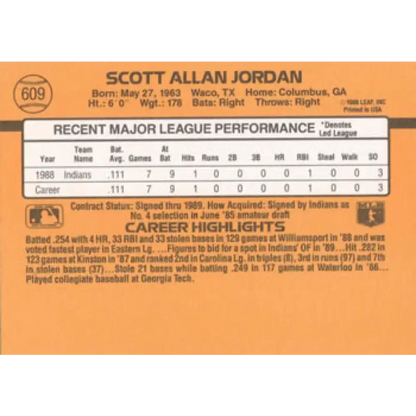 609
SCOTT ALLAN JORDAN
Born: May 27, 1963 Waco, TX Home: Columbus, GA
Ht.: 6'0" Wgt.: 178 Bats: Right Throws: Right
©1988 LEAF, INC.
Printed in USA
RECENT MAJOR LEAGUE PERFORMANCE *Denotes Led League
Year Team Name Bat. Avg. Games At Bat Hits Runs 2B 3B HR RBI Steal Walk SO
1988 Indians .111 7 9 1 0 0 0 0 1 0 0 3
Career .111 7 9 1 0 0 0 0 1 0 0 3
Contract Status: Signed thru 1989. How Acquired: Signed by Indians as
No. 4 selection in June '85 amateur draft
CAREER HIGHLIGHTS
Batted .254 with 4 HR, 33 RBI and 33 stolen bases in 129 games at Williamsport in '88 and was
voted fastest player in Eastern Lg. ...Figures to bid for a spot in Indians' OF in '89...Hit .282 in
123 games at Kinston in '87 and ranked 2nd in Carolina Lg. in triples (8), 3rd in runs (97) and 7th
in stolen bases (37)...Stole 21 bases while batting .249 in 117 games at Waterloo in '86...
Played collegiate baseball at Georgia Tech.